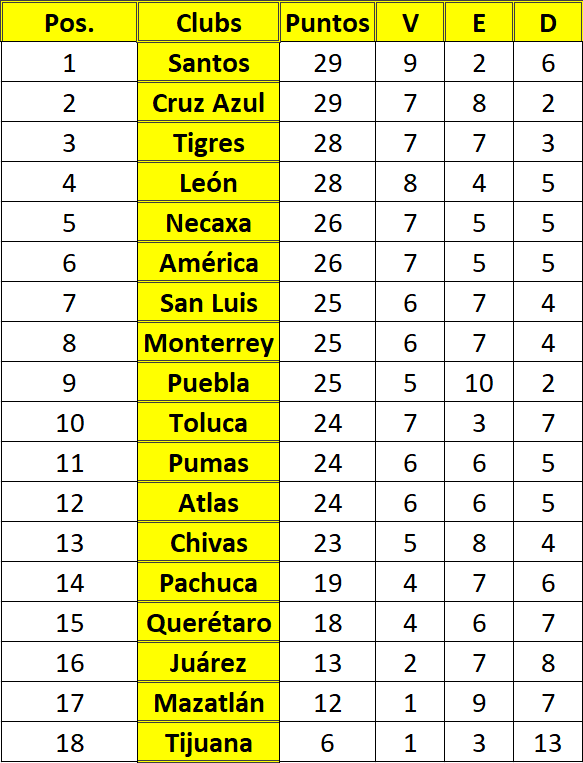 Pos. Clubs Puntos V E D
1 Santos 29 9 2 6
2 Cruz Azul 29 7 8 2
3 Tigres 28 7 7 3
4 León 28 8 4 5
5 Necaxa 26 7 5 5
6 América 26 7 5 5
7 San Luis 25 6 7 4
8 Monterrey 25 6 7 4
9 Puebla 25 5 10 2
10 Toluca 24 7 3 7
11 Pumas 24 6 6 5
12 Atlas 24 6 6 5
13 Chivas 23 5 8 4
14 Pachuca 19 4 7 6
15 Querétaro 18 4 6 7
16 Juárez 13 2 7 8
17 Mazatlán 12 1 9 7
18 Tijuana 6 1 3 13